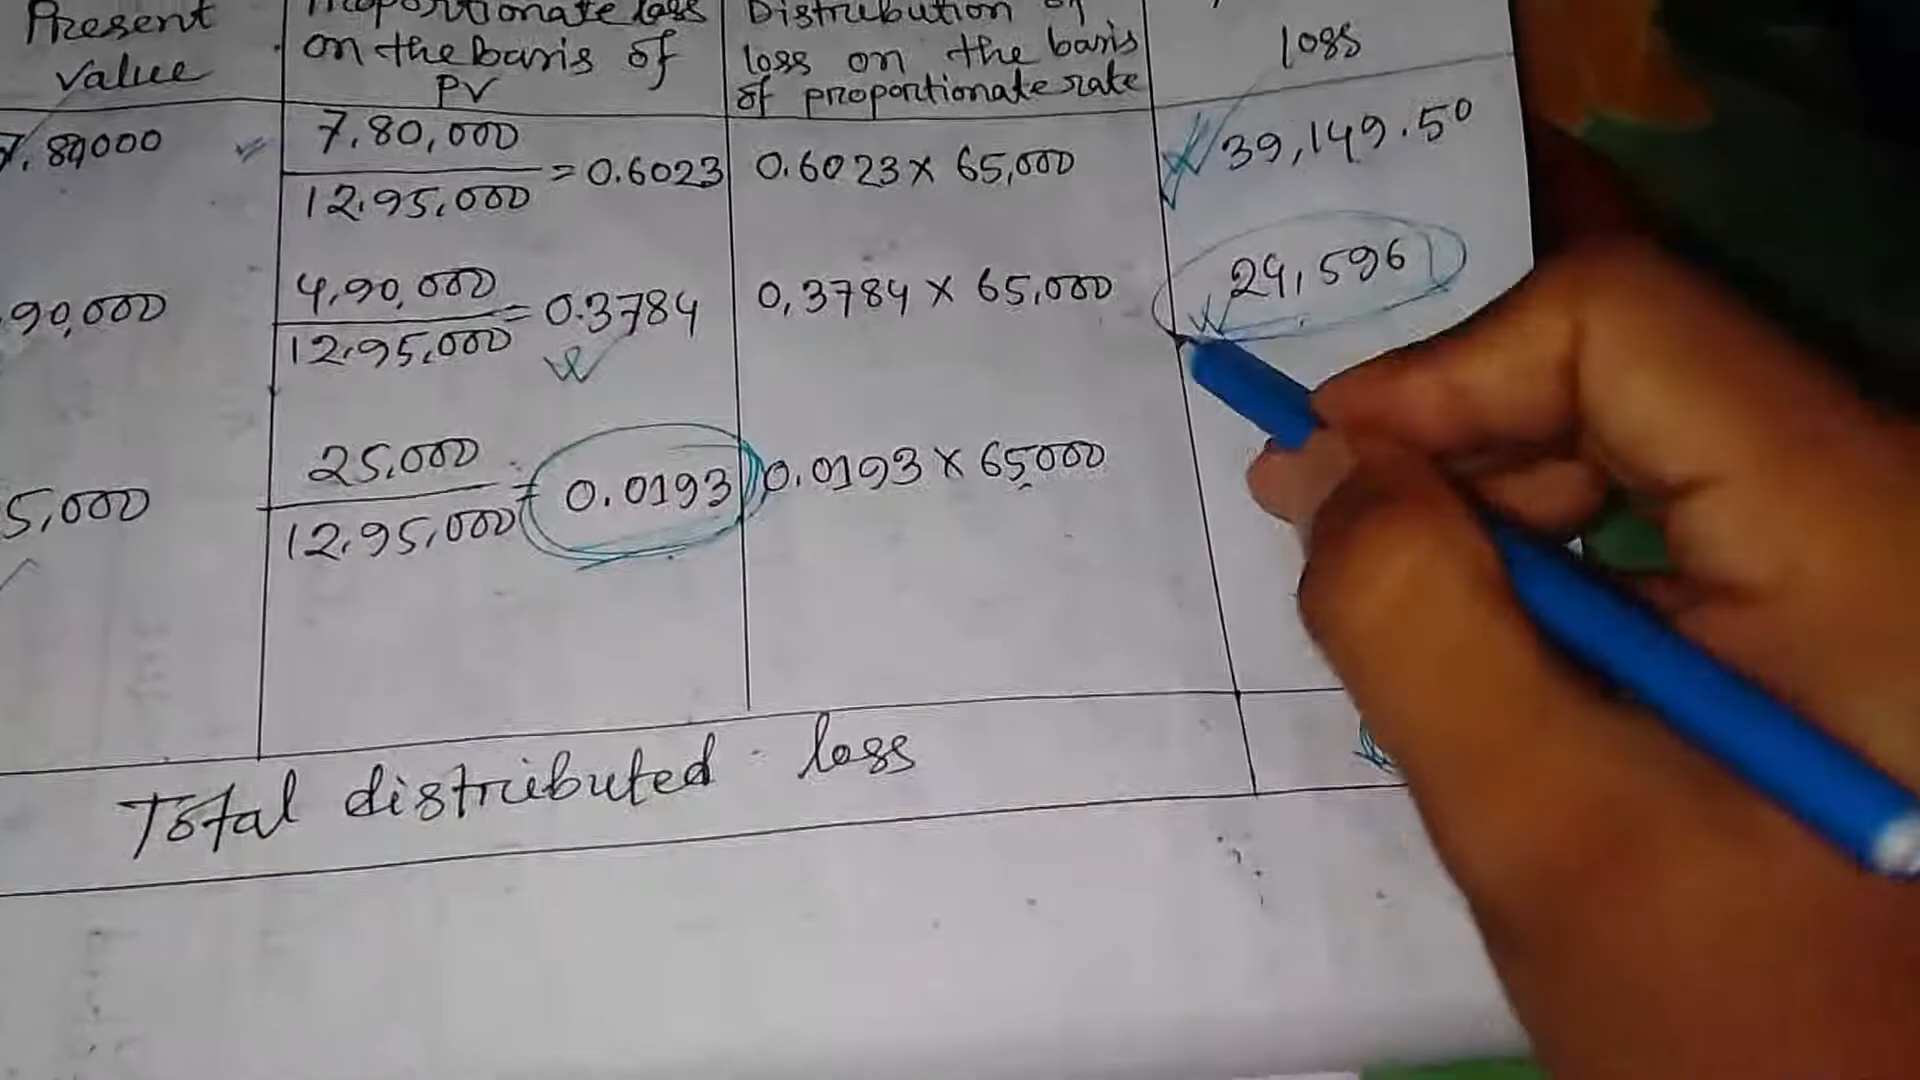 Present
Value
Proportionate loss
on the basis of
PV
Distribution of
loss on the basis
of proportionate rate
loss
7,80,000
12,95,000
= 0.6023
0.6023 × 65,000
39,149.50
90,000
4,90,000
12,95,000
= 0.3784
0,3784 × 65,000
24,596
5,000
25,000
12,95,000
= 0.0193
0.0193 × 65000
Total distributed loss